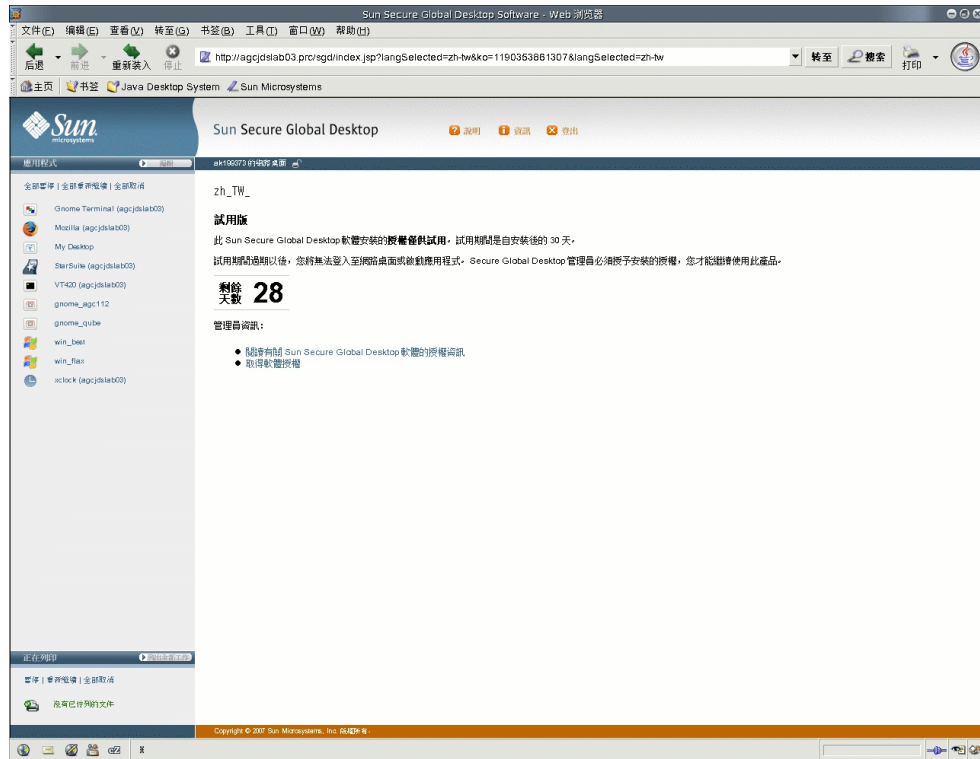 Sun Secure Global Desktop Software - Web 浏览器
文件(F) 编辑(E) 查看(V) 转至(G) 书签(B) 工具(T) 窗口(W) 帮助(H)
后退 前进 重新装入 停止
http://agcjdslab03.prc/sgd/index.jsp?langSelected=zh-tw&ko=1190353861307&langSelected=zh-tw
转至 搜索 打印
主页 书签 Java Desktop System Sun Microsystems
Sun microsystems
Sun Secure Global Desktop
說明 資訊 登出
應用程式
ak199373 的網路桌面
全部暫停 | 全部重新繼續 | 全部取消
Gnome Terminal (agcjdslab03)
Mozilla (agcjdslab03)
My Desktop
StarSuite (agcjdslab03)
VT420 (agcjdslab03)
gnome_agc112
gnome_qube
win_best
win_flax
xclock (agcjdslab03)
zh_TW_
試用版
此 Sun Secure Global Desktop 軟體安裝的授權僅供試用。試用期間是自安裝後的 30 天。
試用期間過期以後，您將無法登入至網路桌面或啟動應用程式。Secure Global Desktop 管理員必須授予安裝的授權，您才能繼續使用此產品。
剩餘天數 28
管理員資訊：
閱讀有關 Sun Secure Global Desktop 軟體的授權資訊
取得軟體授權
正在列印
暫停 | 重新繼續 | 全部取消
沒有已排列的文件
Copyright © 2007 Sun Microsystems, Inc. 版權所有。